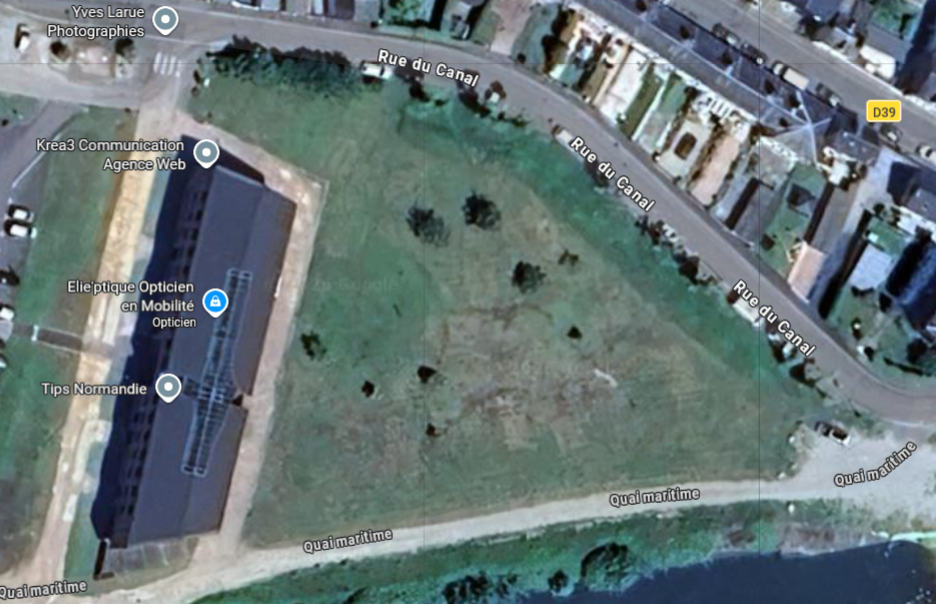 Yves Larue
Photographies
Rue du Canal
D39
Kréa3 Communication
Agence Web
Rue du Canal
Elie'ptique Opticien
en Mobilité
Opticien
Rue du Canal
Tips Normandie
Quai maritime
Quai maritime
Quai maritime
Quai maritime